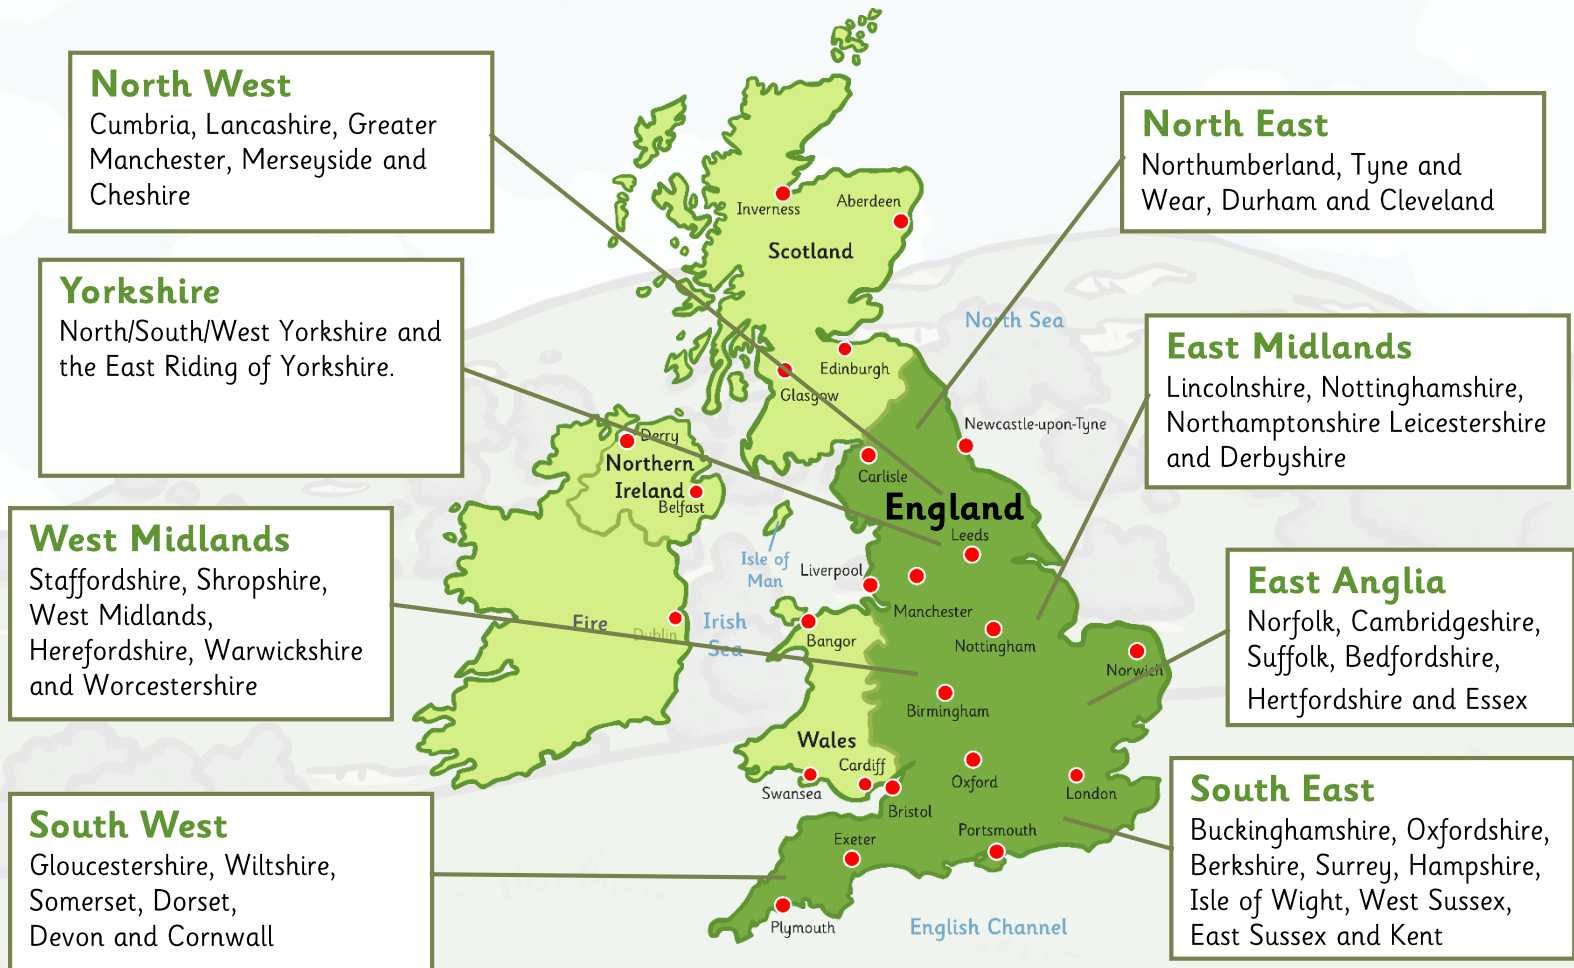 North West
Cumbria, Lancashire, Greater
Manchester, Merseyside and
Cheshire
Yorkshire
North/South/West Yorkshire and
the East Riding of Yorkshire.
West Midlands
Staffordshire, Shropshire,
West Midlands,
Herefordshire, Warwickshire
and Worcestershire
South West
Gloucestershire, Wiltshire,
Somerset, Dorset,
Devon and Cornwall
Inverness
Aberdeen
Scotland
North Sea
Edinburgh
Glasgow
Newcastle-upon-Tyne
Derry
Northern
Ireland
Belfast
Carlisle
England
Leeds
Isle of
Man
Liverpool
Manchester
Eire
Dublin
Irish
Sea
Bangor
Nottingham
Norwich
Birmingham
Wales
Cardiff
Swansea
Oxford
London
Bristol
Portsmouth
Exeter
Plymouth
English Channel
North East
Northumberland, Tyne and
Wear, Durham and Cleveland
East Midlands
Lincolnshire, Nottinghamshire,
Northamptonshire Leicestershire
and Derbyshire
East Anglia
Norfolk, Cambridgeshire,
Suffolk, Bedfordshire,
Hertfordshire and Essex
South East
Buckinghamshire, Oxfordshire,
Berkshire, Surrey, Hampshire,
Isle of Wight, West Sussex,
East Sussex and Kent